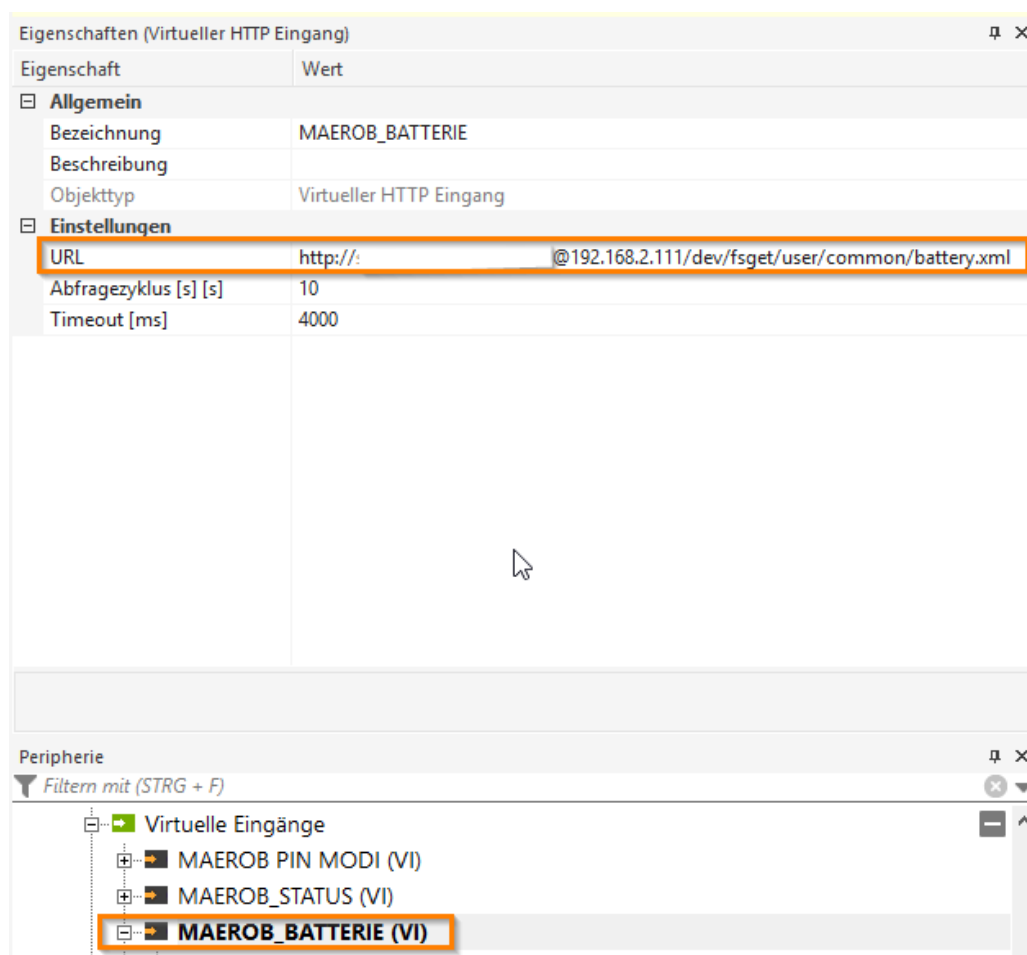 Eigenschaften (Virtueller HTTP Eingang)
Eigenschaft Wert
Allgemein
Bezeichnung MAEROB_BATTERIE
Beschreibung
Objekttyp Virtueller HTTP Eingang
Einstellungen
URL http:// @192.168.2.111/dev/fsget/user/common/battery.xml
Abfragezyklus [s] [s] 10
Timeout [ms] 4000
Peripherie
Filtern mit (STRG + F)
Virtuelle Eingänge
MAEROB PIN MODI (VI)
MAEROB_STATUS (VI)
MAEROB_BATTERIE (VI)